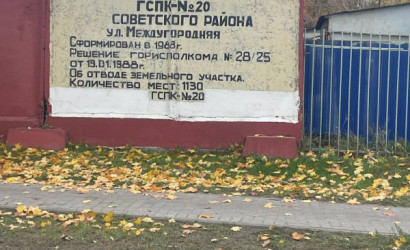 ГСПК-№20
СОВЕТСКОГО РАЙОНА
УЛ. МЕЖДУГОРОДНЯЯ
СФОРМИРОВАН В 1988г.
РЕШЕНИЕ ГОРИСПОЛКОМА № 28/25
ОТ 19.01.1988г.
ОБ ОТВОДЕ ЗЕМЕЛЬНОГО УЧАСТКА.
КОЛИЧЕСТВО МЕСТ: 1130
ГСПК-№20